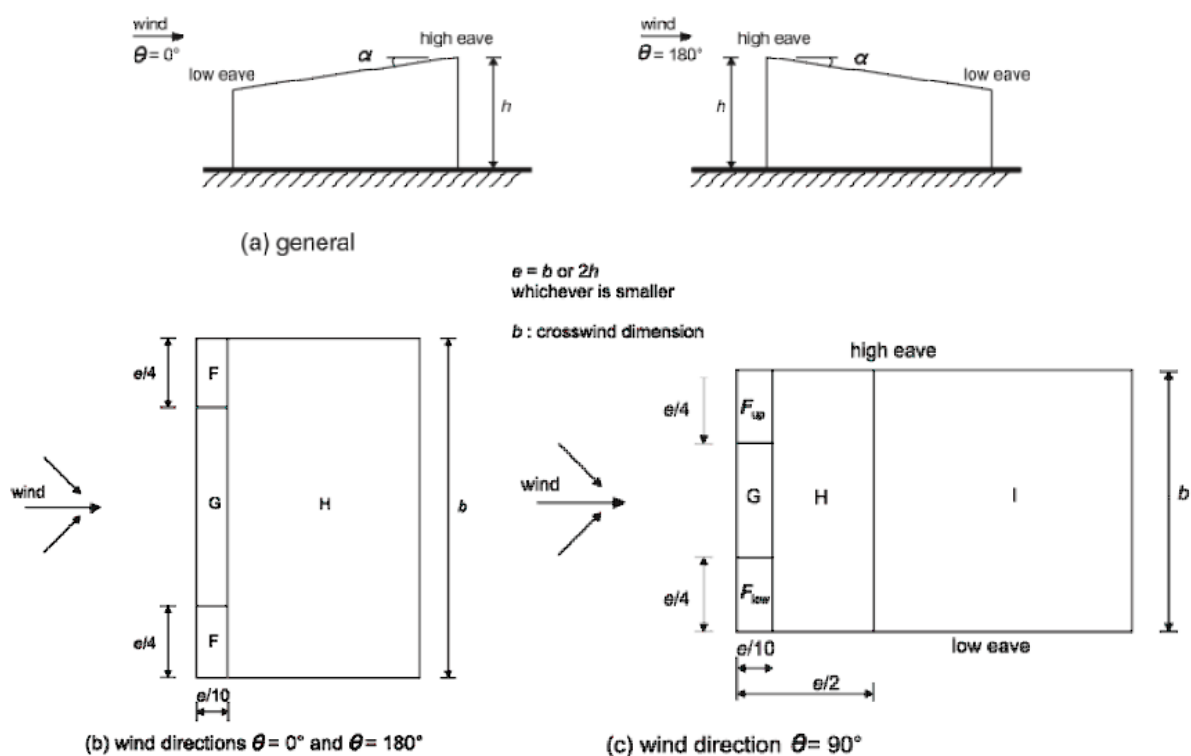 wind
θ = 0°
low eave
α
high eave
h
wind
θ = 180°
high eave
α
low eave
h
(a) general
e = b or 2h
whichever is smaller
b : crosswind dimension
e/4
F
wind
G
H
b
e/4
F
e/10
(b) wind directions θ = 0° and θ = 180°
high eave
e/4
Fup
wind
G
H
I
b
e/4
Flow
low eave
e/10
e/2
(c) wind direction θ = 90°